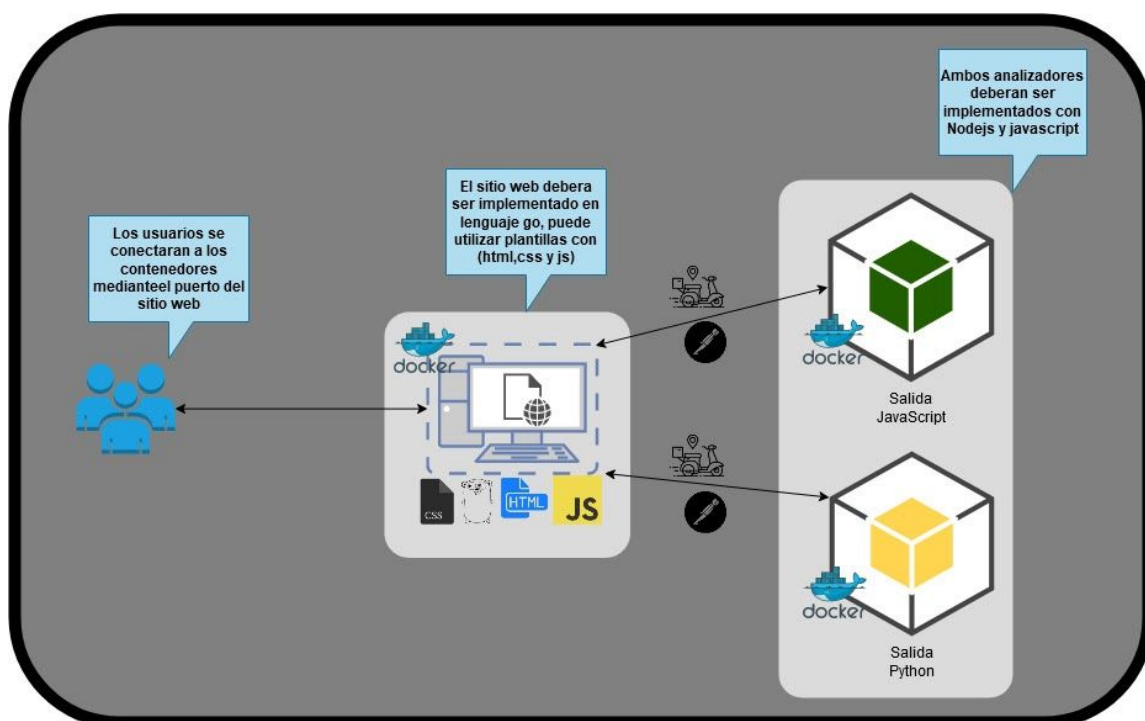 Ambos analizadores
deberan ser
implementados con
Nodejs y javascript
El sitio web debera
ser implementado en
lenguaje go, puede
utilizar plantillas con
(html,css y js)
Los usuarios se
conectaran a los
contenedores
medianteel puerto del
sitio web
docker
CSS
HTML
JS
docker
Salida
JavaScript
docker
Salida
Python